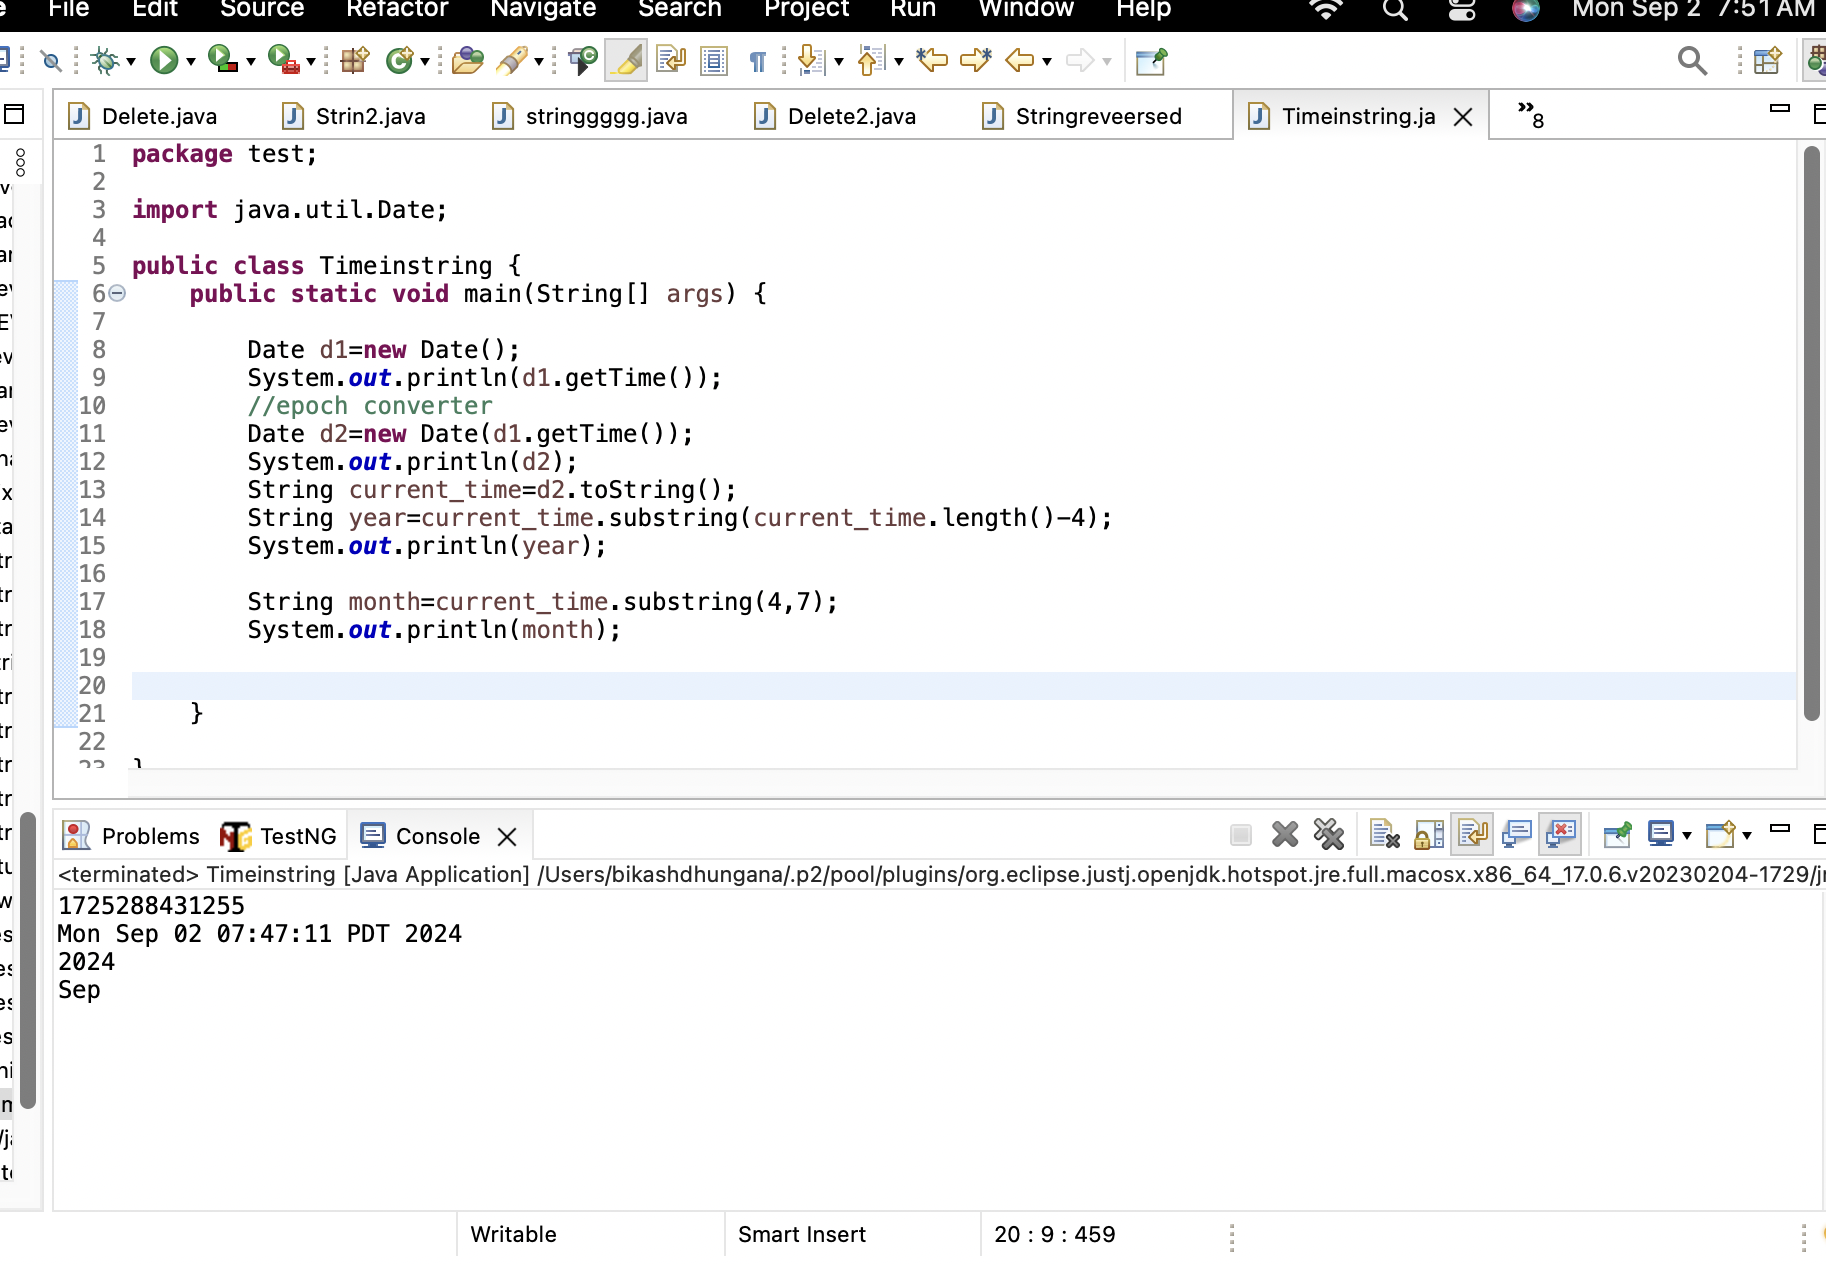 File Edit Source Refactor Navigate Search Project Run Window Help Mon Sep 2 7:51 AM
Delete.java Strin2.java stringgggg.java Delete2.java Stringreveersed Timeinstring.ja »8
1 package test;
2
3 import java.util.Date;
4
5 public class Timeinstring {
6 public static void main(String[] args) {
7
8 Date d1=new Date();
9 System.out.println(d1.getTime());
10 //epoch converter
11 Date d2=new Date(d1.getTime());
12 System.out.println(d2);
13 String current_time=d2.toString();
14 String year=current_time.substring(current_time.length()-4);
15 System.out.println(year);
16
17 String month=current_time.substring(4,7);
18 System.out.println(month);
19
20
21 }
22
23 }
Problems TestNG Console
<terminated> Timeinstring [Java Application] /Users/bikashdhungana/.p2/pool/plugins/org.eclipse.justj.openjdk.hotspot.jre.full.macosx.x86_64_17.0.6.v20230204-1729/jr
1725288431255
Mon Sep 02 07:47:11 PDT 2024
2024
Sep
Writable Smart Insert 20 : 9 : 459